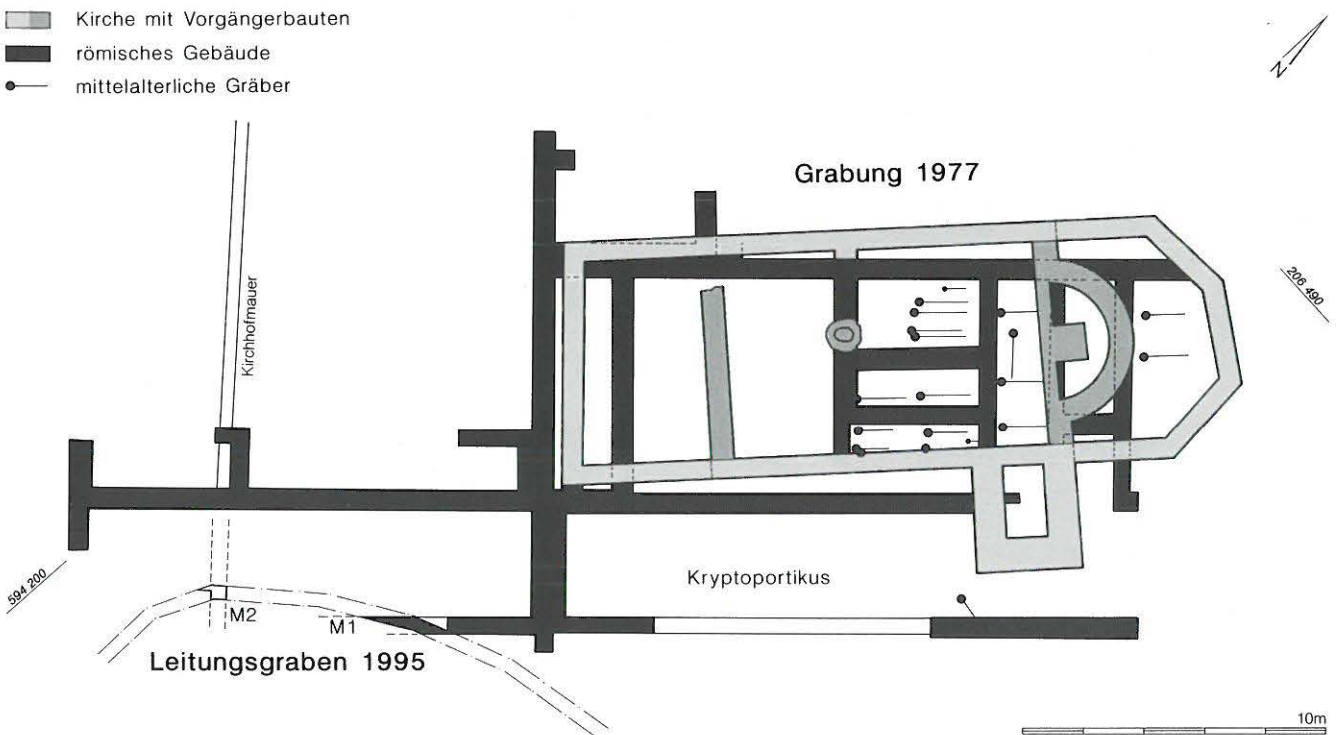 Kirche mit Vorgängerbauten
römisches Gebäude
mittelalterliche Gräber
N
Grabung 1977
Kirchhofmauer
206 490
594 200
Kryptoportikus
M2
M1
Leitungsgraben 1995
10m